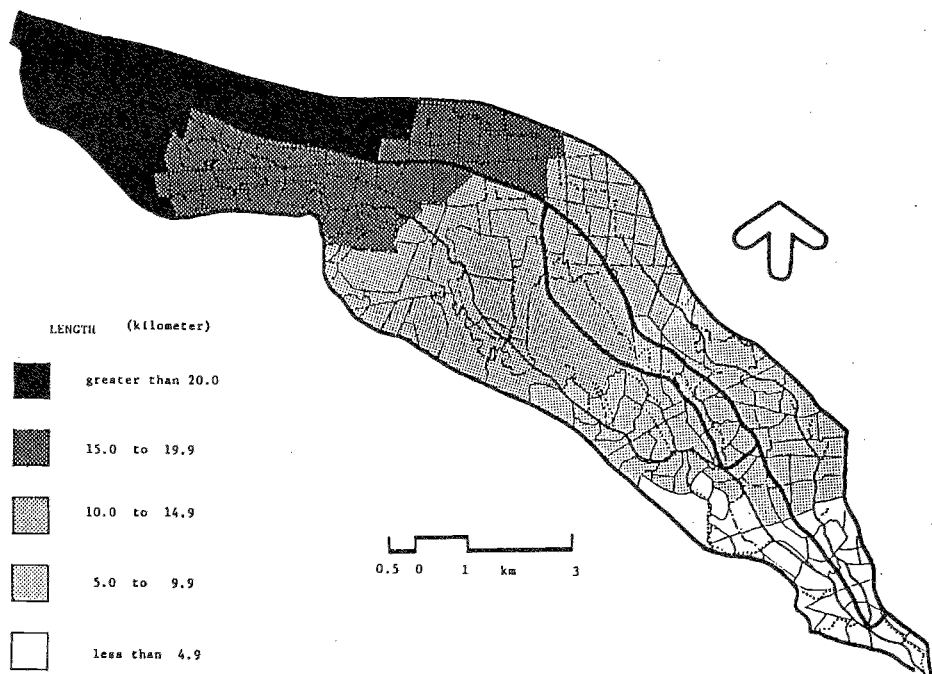 LENGTH (kilometer)
greater than 20.0
15.0 to 19.9
10.0 to 14.9
5.0 to 9.9
less than 4.9
0.5 0 1 km 3